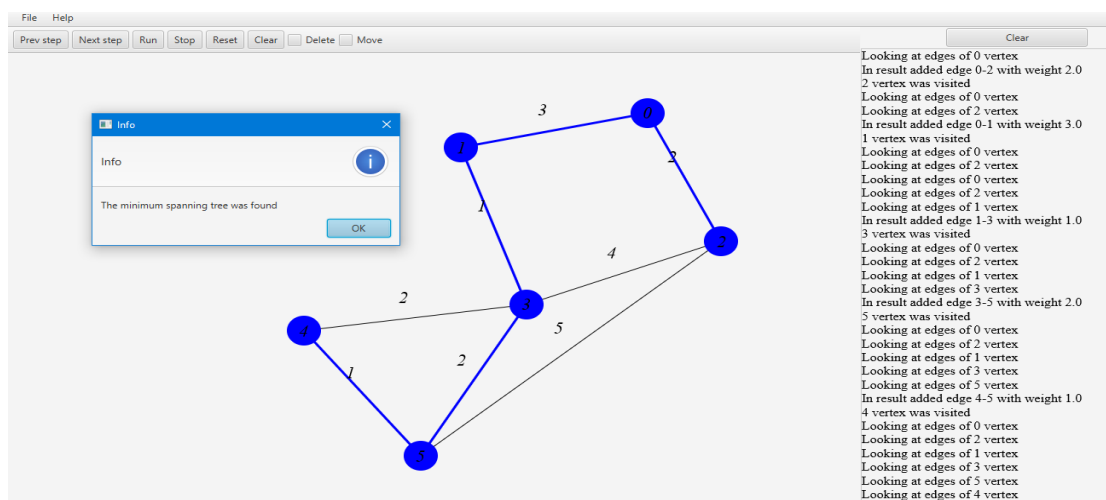 File Help
Prev step Next step Run Stop Reset Clear Delete Move
Clear
Info
Info
The minimum spanning tree was found
OK
3
0
1
2
1
2
4
2
3
5
4
2
1
5
Looking at edges of 0 vertex
In result added edge 0-2 with weight 2.0
2 vertex was visited
Looking at edges of 0 vertex
Looking at edges of 2 vertex
In result added edge 0-1 with weight 3.0
1 vertex was visited
Looking at edges of 0 vertex
Looking at edges of 2 vertex
Looking at edges of 0 vertex
Looking at edges of 2 vertex
Looking at edges of 1 vertex
In result added edge 1-3 with weight 1.0
3 vertex was visited
Looking at edges of 0 vertex
Looking at edges of 2 vertex
Looking at edges of 1 vertex
Looking at edges of 3 vertex
In result added edge 3-5 with weight 2.0
5 vertex was visited
Looking at edges of 0 vertex
Looking at edges of 2 vertex
Looking at edges of 1 vertex
Looking at edges of 3 vertex
Looking at edges of 5 vertex
In result added edge 4-5 with weight 1.0
4 vertex was visited
Looking at edges of 0 vertex
Looking at edges of 2 vertex
Looking at edges of 1 vertex
Looking at edges of 3 vertex
Looking at edges of 5 vertex
Looking at edges of 4 vertex